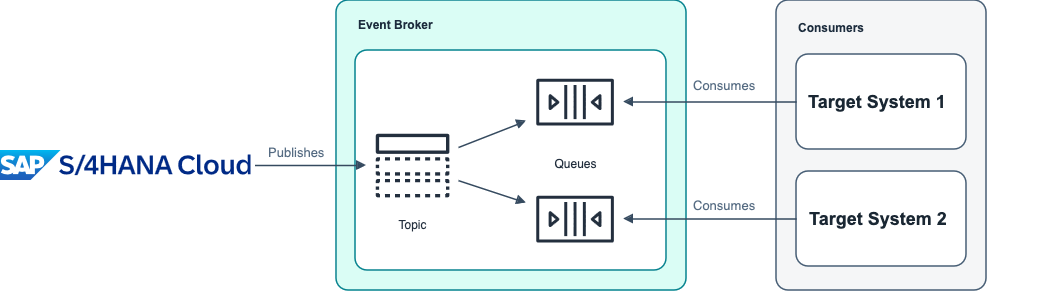 Event Broker
Consumers
Target System 1
Consumes
Queues
Publishes
SAP S/4HANA Cloud
Topic
Consumes
Target System 2